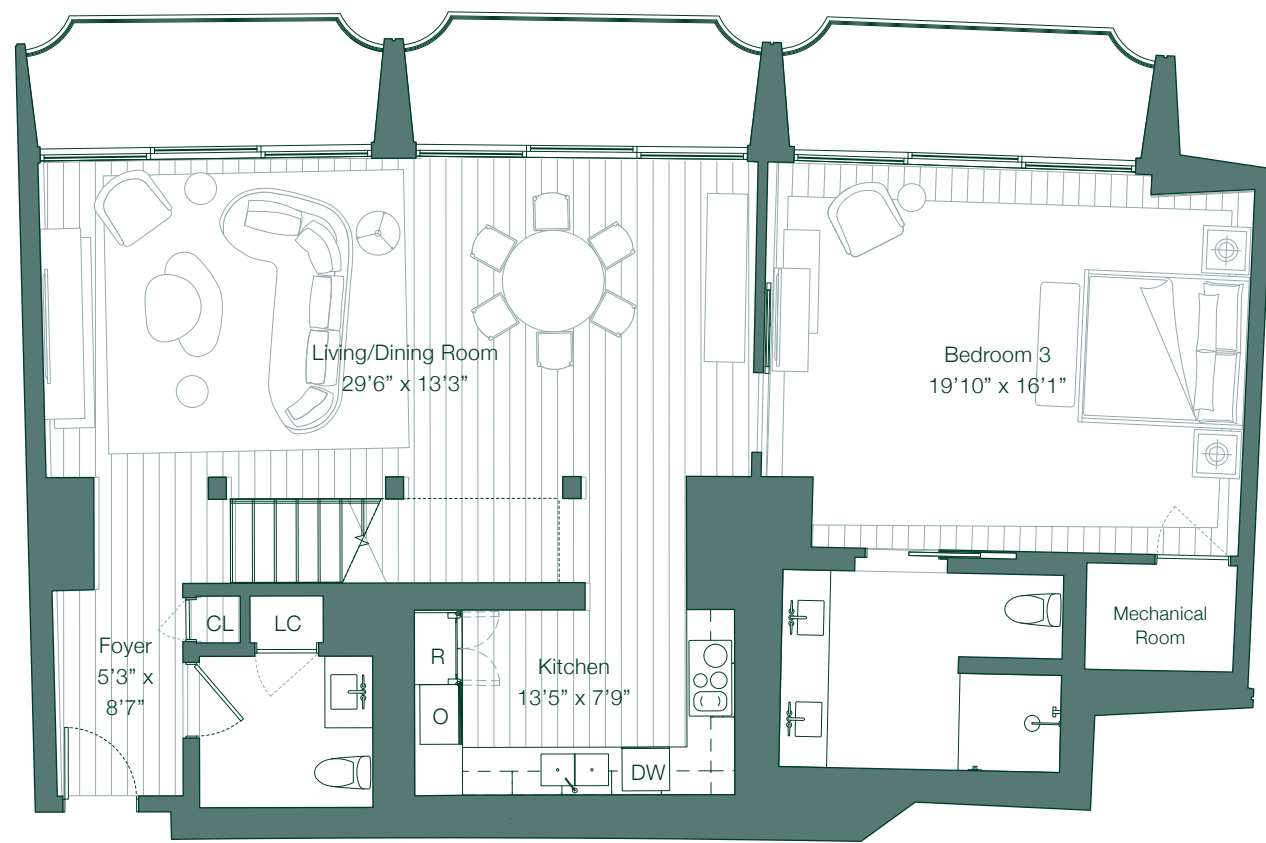 Living/Dining Room
29’6” x 13’3”
Bedroom 3
19’10” x 16’1”
CL
LC
Foyer
5’3” x
8’7”
R
O
Kitchen
13’5” x 7’9”
DW
Mechanical
Room